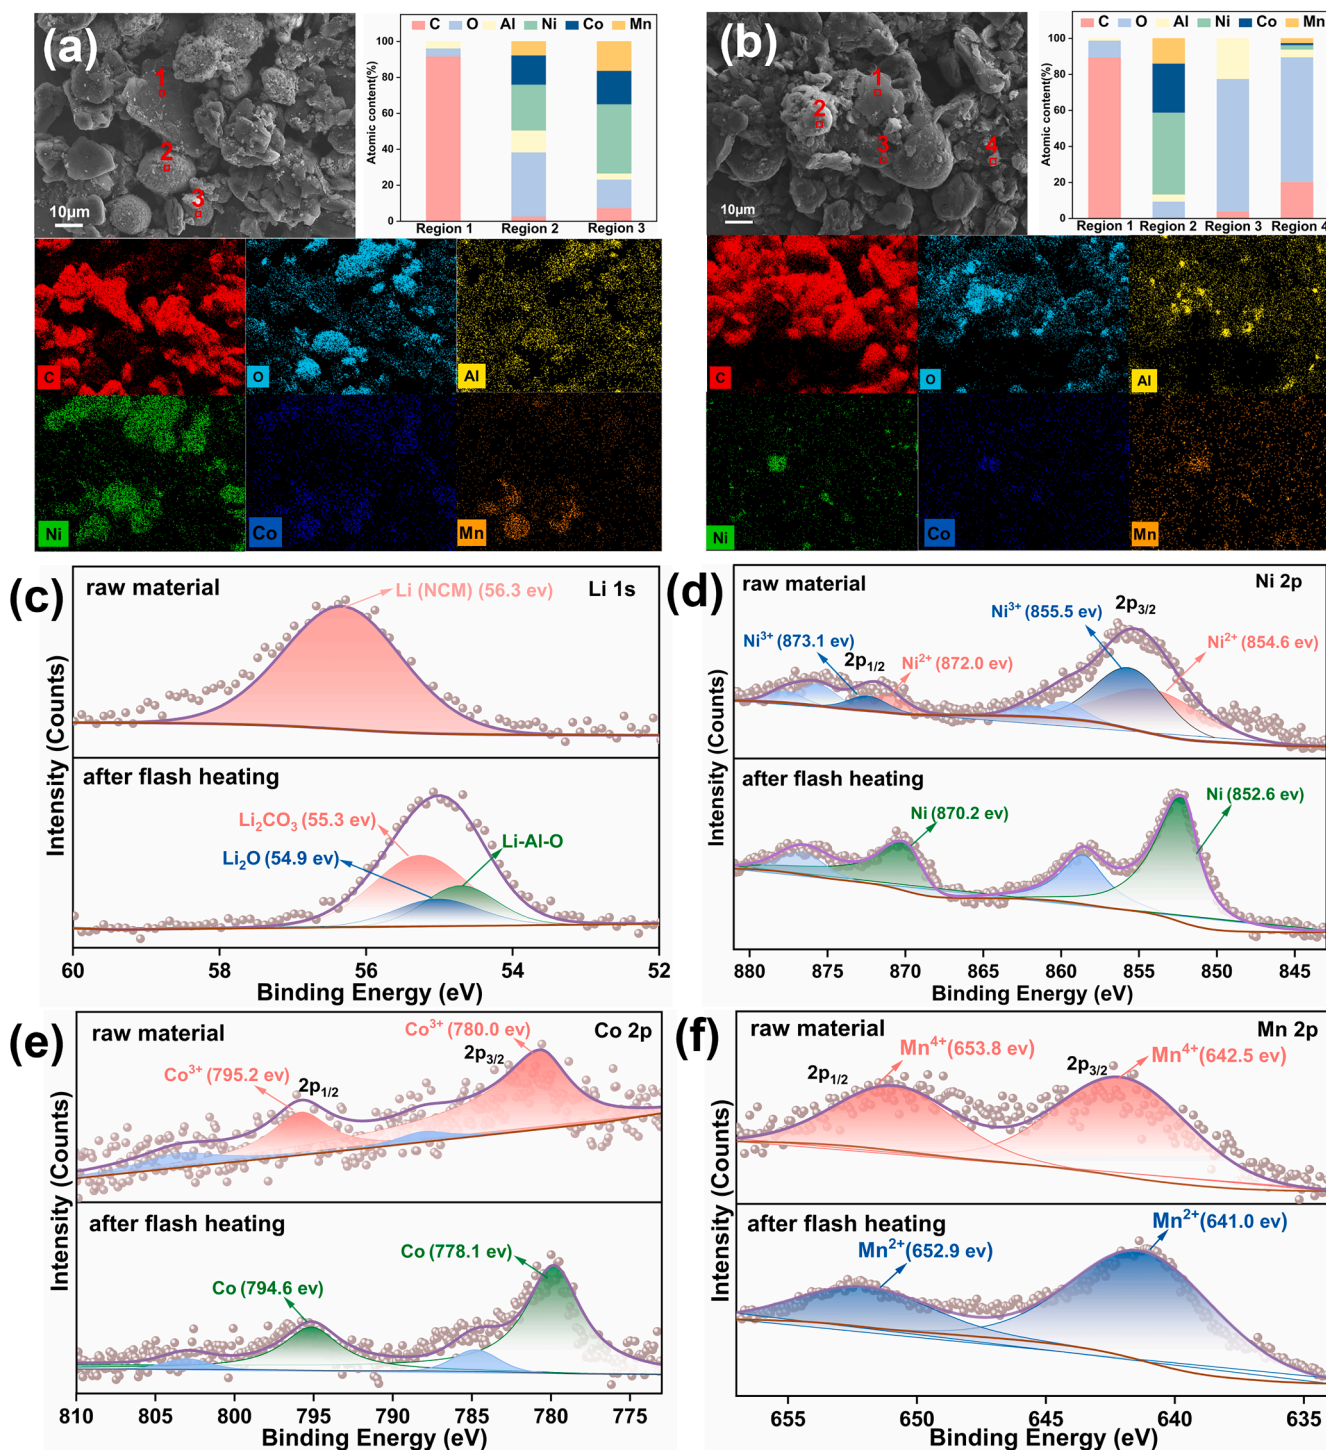 (a)
1
2
3
10μm
C O Al Ni Co Mn
Atomic content(%)
100
80
60
40
20
0
Region 1 Region 2 Region 3
C
O
Al
Ni
Co
Mn
(b)
1
2
3
4
10μm
C O Al Ni Co Mn
Atomic content(%)
100
80
60
40
20
0
Region 1 Region 2 Region 3 Region 4
C
O
Al
Ni
Co
Mn
(c)
raw material
Li (NCM) (56.3 ev)
Li 1s
after flash heating
Li₂CO₃ (55.3 ev)
Li₂O (54.9 ev)
Li-Al-O
Intensity (Counts)
60 58 56 54 52
Binding Energy (eV)
(d)
raw material
Ni 2p
Ni³⁺ (855.5 ev)
2p₃/₂
Ni³⁺ (873.1 ev)
2p₁/₂
Ni²⁺ (872.0 ev)
Ni²⁺ (854.6 ev)
after flash heating
Ni (870.2 ev)
Ni (852.6 ev)
Intensity (Counts)
880 875 870 865 860 855 850 845
Binding Energy (eV)
(e)
raw material
Co³⁺ (780.0 ev)
Co 2p
2p₃/₂
Co³⁺ (795.2 ev)
2p₁/₂
after flash heating
Co (778.1 ev)
Co (794.6 ev)
Intensity (Counts)
810 805 800 795 790 785 780 775
Binding Energy (eV)
(f)
raw material
Mn 2p
Mn⁴⁺ (653.8 ev)
2p₁/₂
2p₃/₂
Mn⁴⁺ (642.5 ev)
after flash heating
Mn²⁺ (641.0 ev)
Mn²⁺ (652.9 ev)
Intensity (Counts)
655 650 645 640 635
Binding Energy (eV)